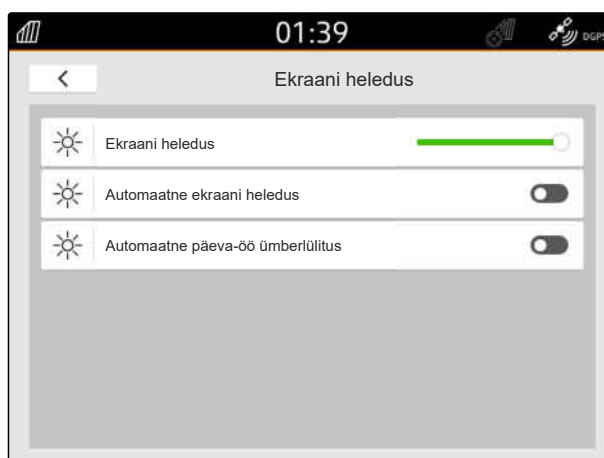 01:39
DGPS
Ekraani heledus
Ekraani heledus
Automaatne ekraani heledus
Automaatne päeva-öö ümberlülitus